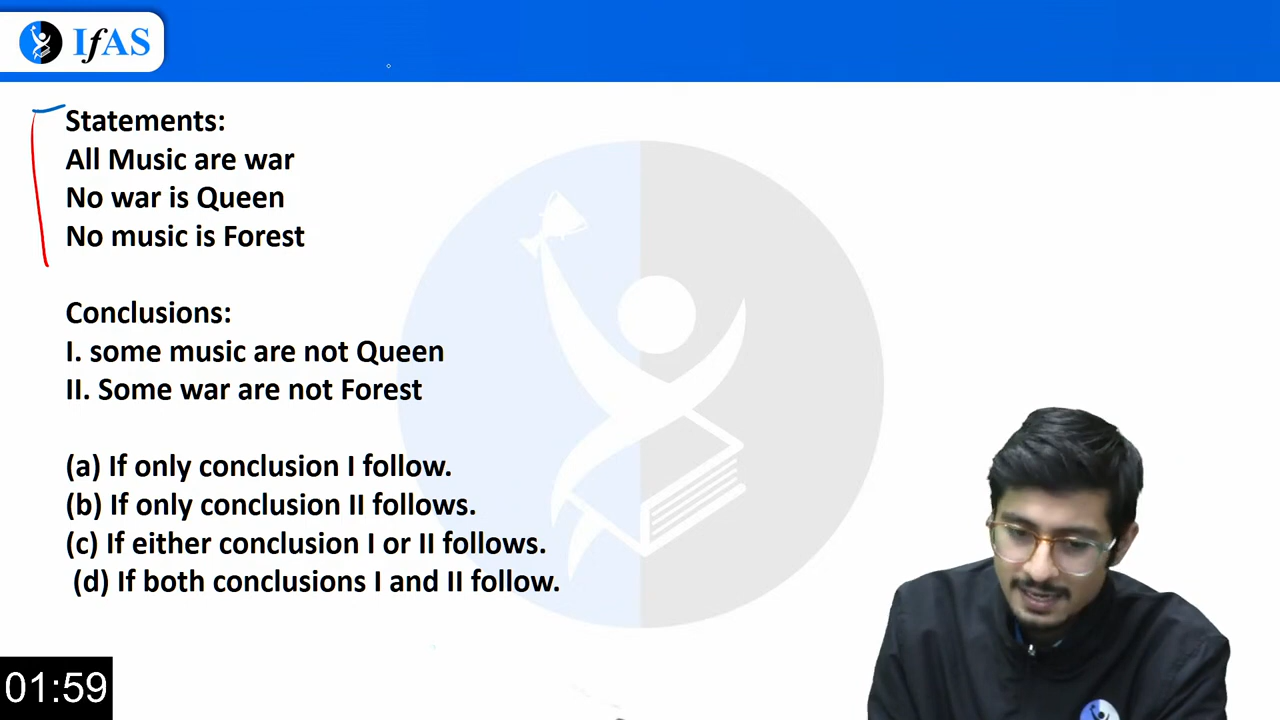 IfAS
Statements:
All Music are war
No war is Queen
No music is Forest
Conclusions:
I. some music are not Queen
II. Some war are not Forest
(a) If only conclusion I follow.
(b) If only conclusion II follows.
(c) If either conclusion I or II follows.
(d) If both conclusions I and II follow.
01:59